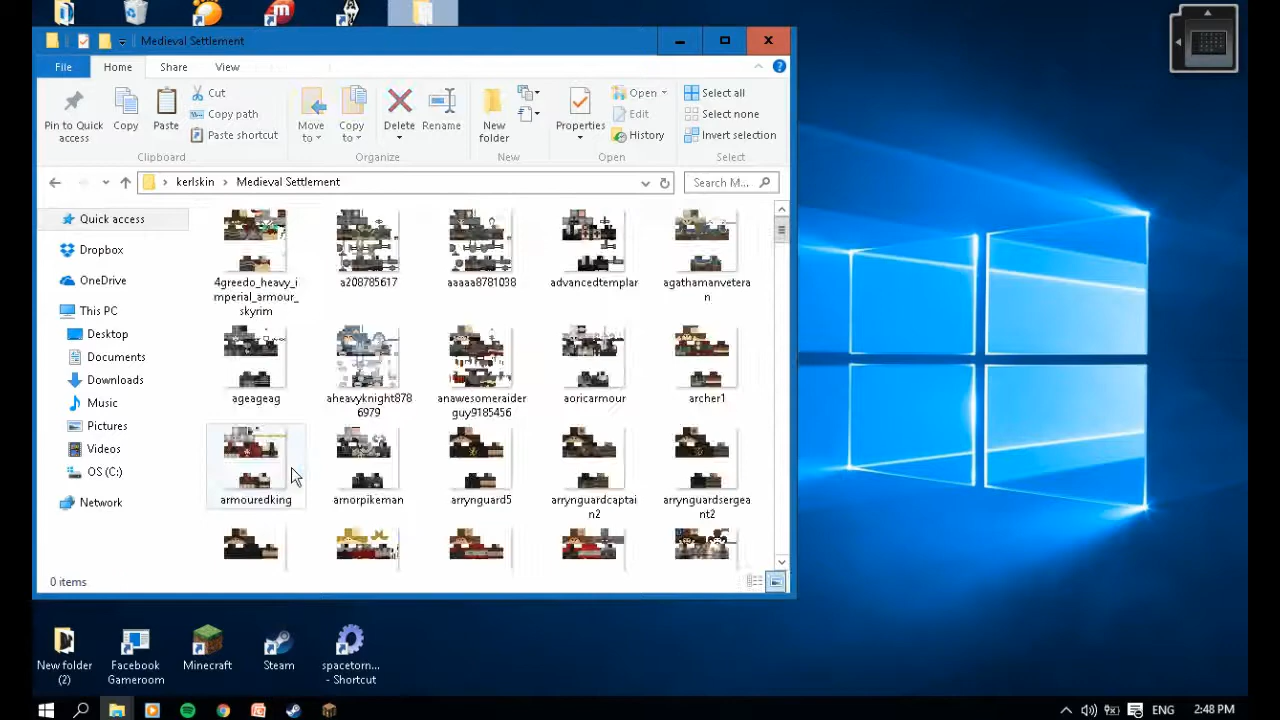 Medieval Settlement
File Home Share View
Pin to Quick access
Copy
Paste
Cut
Copy path
Paste shortcut
Move to
Copy to
Delete
Rename
New folder
Properties
Open
Edit
History
Select all
Select none
Invert selection
Clipboard Organize New Open Select
kerlskin Medieval Settlement
Search M...
Quick access
Dropbox
OneDrive
This PC
Desktop
Documents
Downloads
Music
Pictures
Videos
OS (C:)
Network
4greedo_heavy_i
mperial_armour_
skyrim
a208785617
aaaaa8781038
advancedtemplar
agathamanvetera
n
ageageag
aheavyknight878
6979
anawesomeraider
guy9185456
aoricarmour
archer1
armouredking
arnorpikeman
arrynguard5
arrynguardcaptai
n2
arrynguardsergea
nt2
0 items
New folder
(2)
Facebook
Gameroom
Minecraft
Steam
spacetorn...
- Shortcut
ENG
2:48 PM